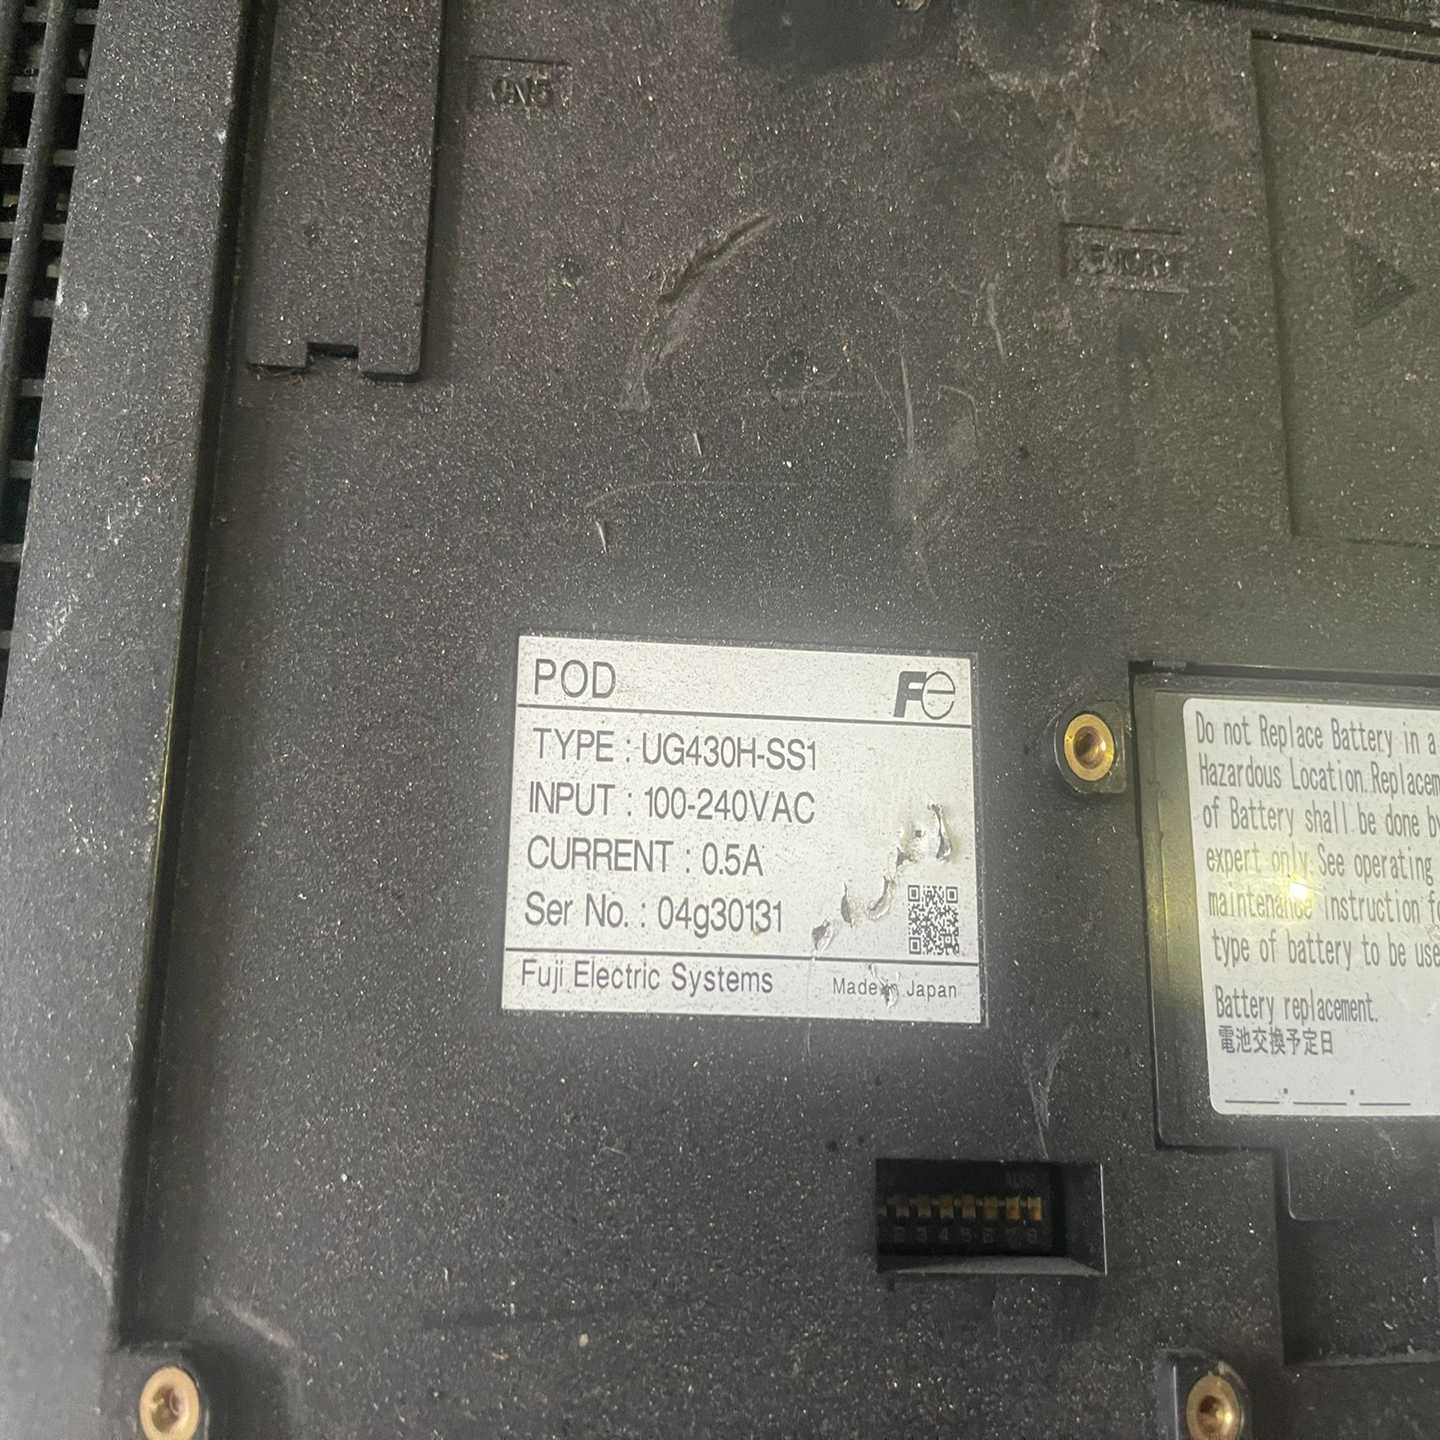 CN5
POD
Fe
TYPE : UG430H-SS1
INPUT : 100-240VAC
CURRENT : 0.5A
Ser No. : 04g30131
Fuji Electric Systems
Made in Japan
Do not Replace Battery in a
Hazardous Location. Replacem
of Battery shall be done by
expert only. See operating
maintenance instruction fo
type of battery to be use
Battery replacement.
電池交換予定日